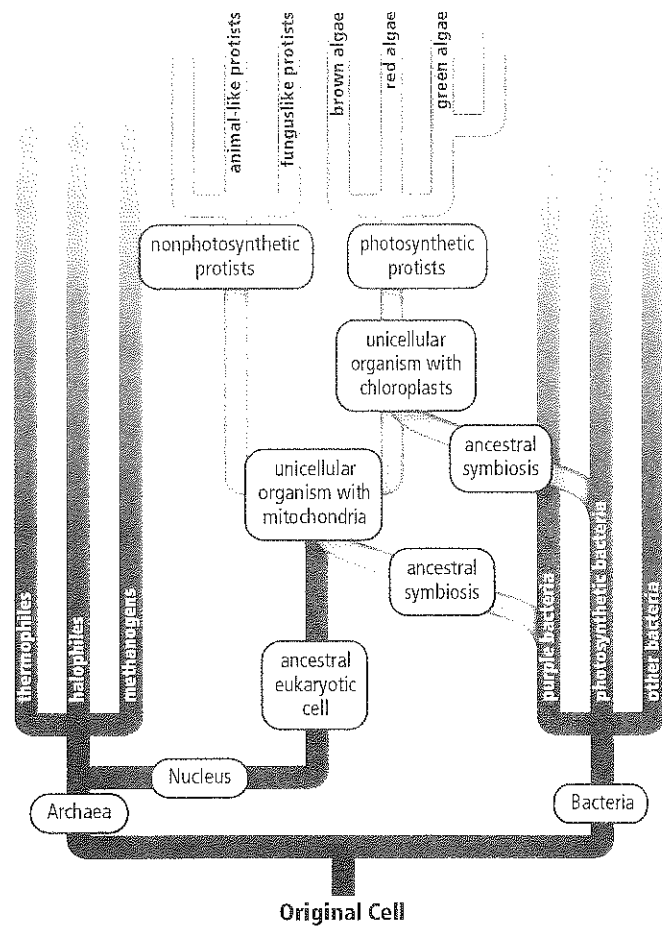 animal-like protists
funguslike protists
brown algae
red algae
green algae
nonphotosynthetic
protists
photosynthetic
protists
unicellular
organism with
chloroplasts
ancestral
symbiosis
unicellular
organism with
mitochondria
ancestral
symbiosis
thermophiles
halophiles
methanogens
purple bacteria
photosynthetic bacteria
other bacteria
ancestral
eukaryotic
cell
Nucleus
Archaea
Bacteria
Original Cell